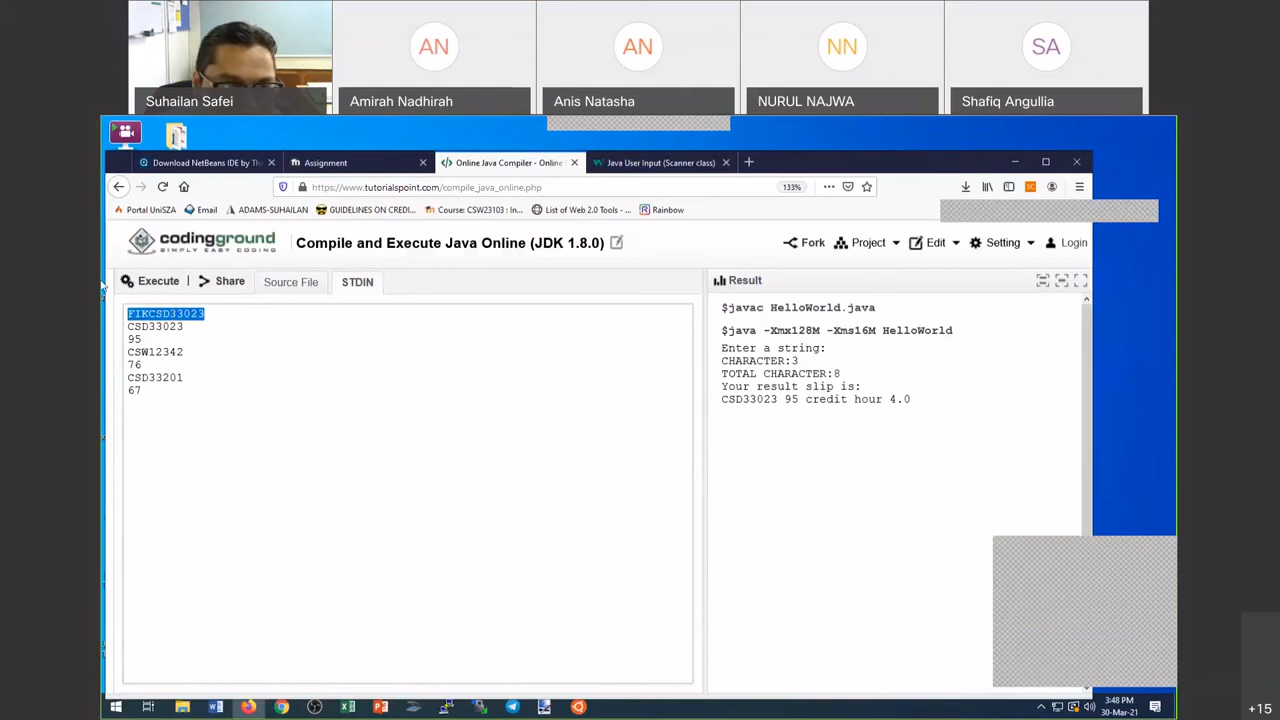 AN
AN
NN
SA
Suhailan Safei
Amirah Nadhirah
Anis Natasha
NURUL NAJWA
Shafiq Angullia
Download NetBeans IDE by The
Assignment
Online Java Compiler - Online
Java User Input (Scanner class)
https://www.tutorialspoint.com/compile_java_online.php
133%
Portal UniSZA
Email
ADAMS-SUHAILAN
GUIDELINES ON CREDI...
Course: CSW23103 : In...
List of Web 2.0 Tools - ...
Rainbow
codingground
SIMPLY EASY CODING
Compile and Execute Java Online (JDK 1.8.0)
Fork
Project
Edit
Setting
Login
Execute
Share
Source File
STDIN
Result
FIKCSD33023
CSD33023
95
CSW12342
76
CSD33201
67
$javac HelloWorld.java
$java -Xmx128M -Xms16M HelloWorld
Enter a string:
CHARACTER:3
TOTAL CHARACTER:8
Your result slip is:
CSD33023 95 credit hour 4.0
3:48 PM
30-Mar-21
+15